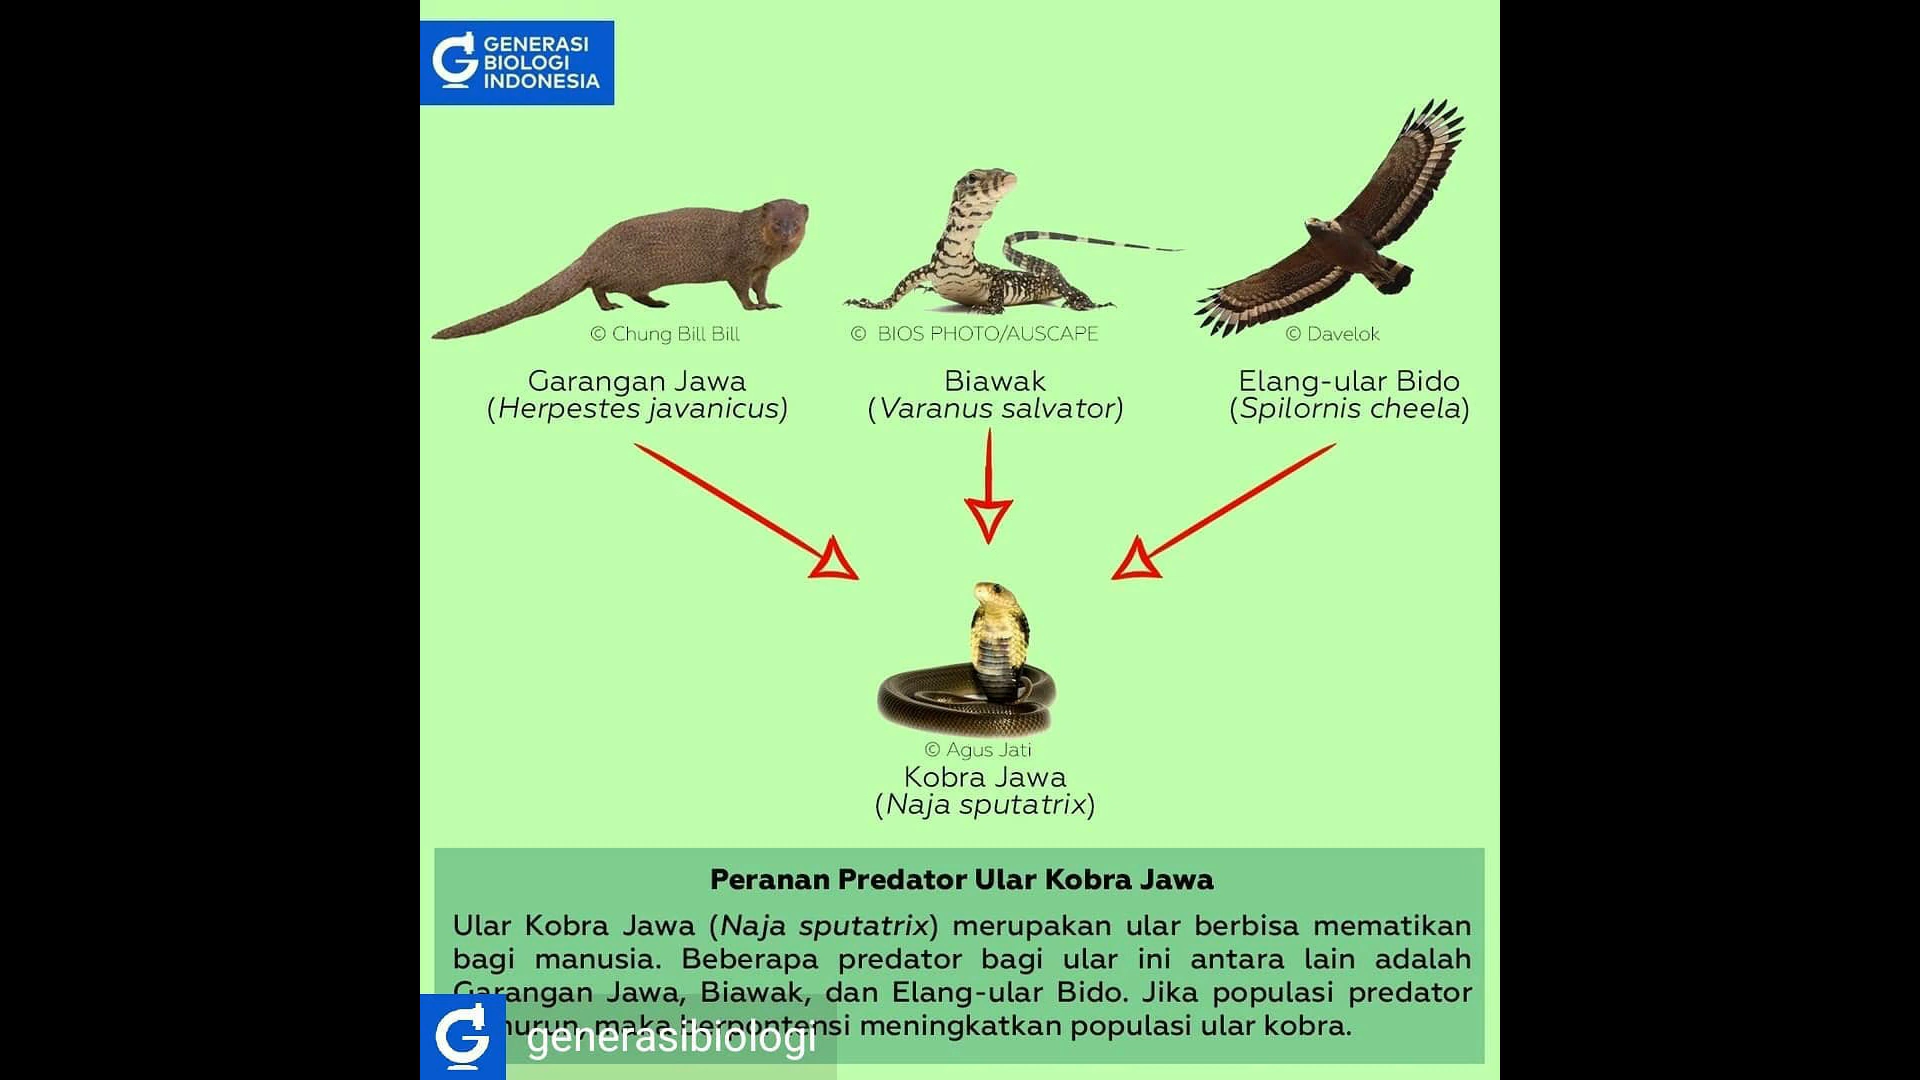 GENERASI
BIOLOGI
INDONESIA
© Chung Bill Bill
© BIOS PHOTO/AUSCAPE
© Davelok
Garangan Jawa
(Herpestes javanicus)
Biawak
(Varanus salvator)
Elang-ular Bido
(Spilornis cheela)
© Agus Jati
Kobra Jawa
(Naja sputatrix)
Peranan Predator Ular Kobra Jawa
Ular Kobra Jawa (Naja sputatrix) merupakan ular berbisa mematikan
bagi manusia. Beberapa predator bagi ular ini antara lain adalah
Garangan Jawa, Biawak, dan Elang-ular Bido. Jika populasi predator
maka berpontensi meningkatkan populasi ular kobra.
generasibiologi